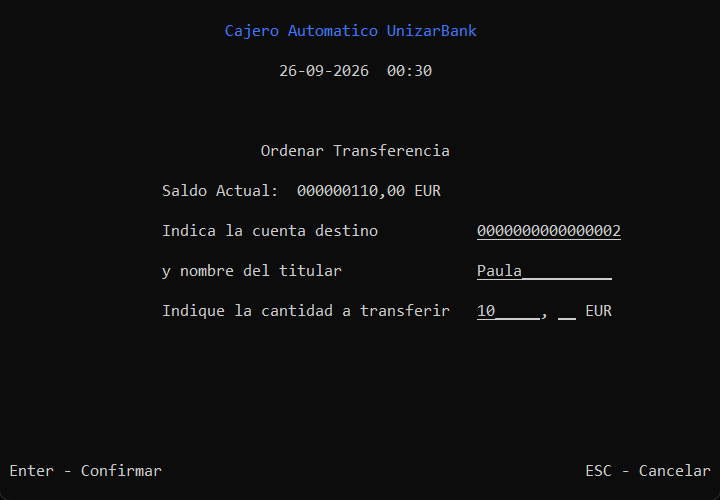 Cajero Automatico UnizarBank
26-09-2026  00:30
Ordenar Transferencia
Saldo Actual:  000000110,00 EUR
Indica la cuenta destino  0000000000000002
y nombre del titular  Paula__________
Indique la cantidad a transferir  10_____, __ EUR
Enter - Confirmar  ESC - Cancelar